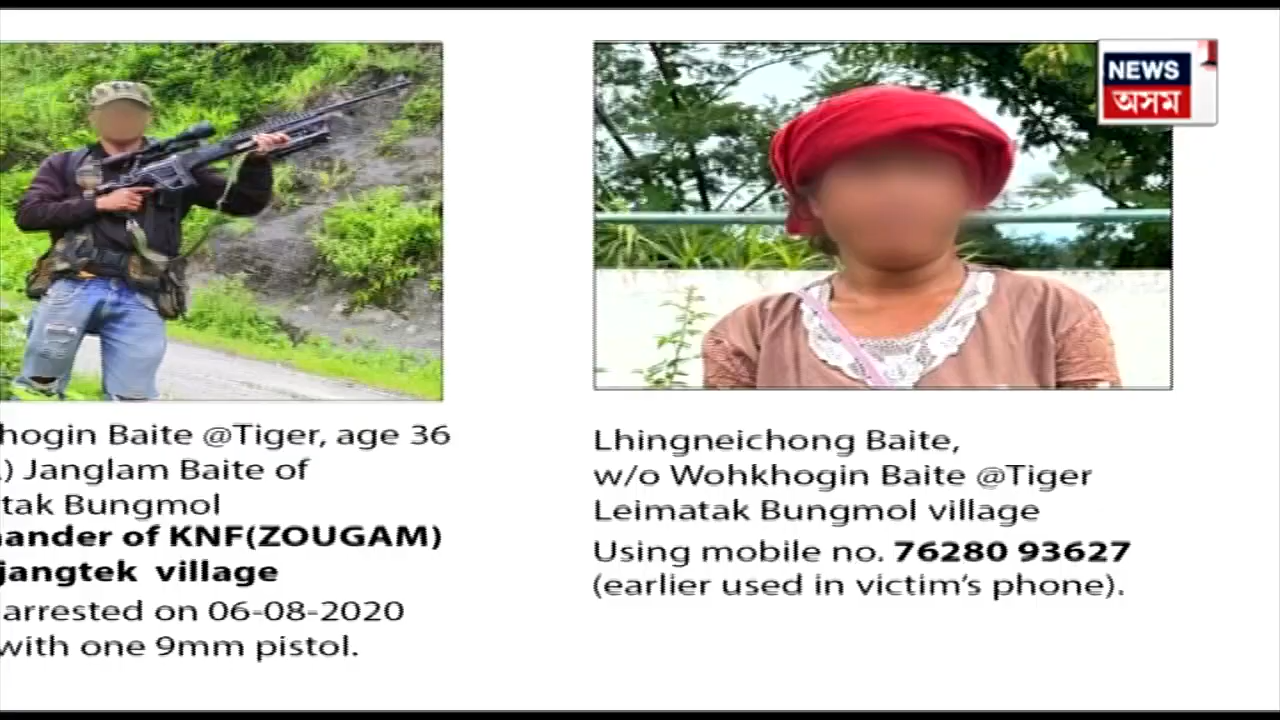 NEWS
অসম
hogin Baite @Tiger, age 36
) Janglam Baite of
tak Bungmol
ander of KNF(ZOUGAM)
jangtek village
arrested on 06-08-2020
with one 9mm pistol.
Lhingneichong Baite,
w/o Wohkhogin Baite @Tiger
Leimatak Bungmol village
Using mobile no. 76280 93627
(earlier used in victim's phone).